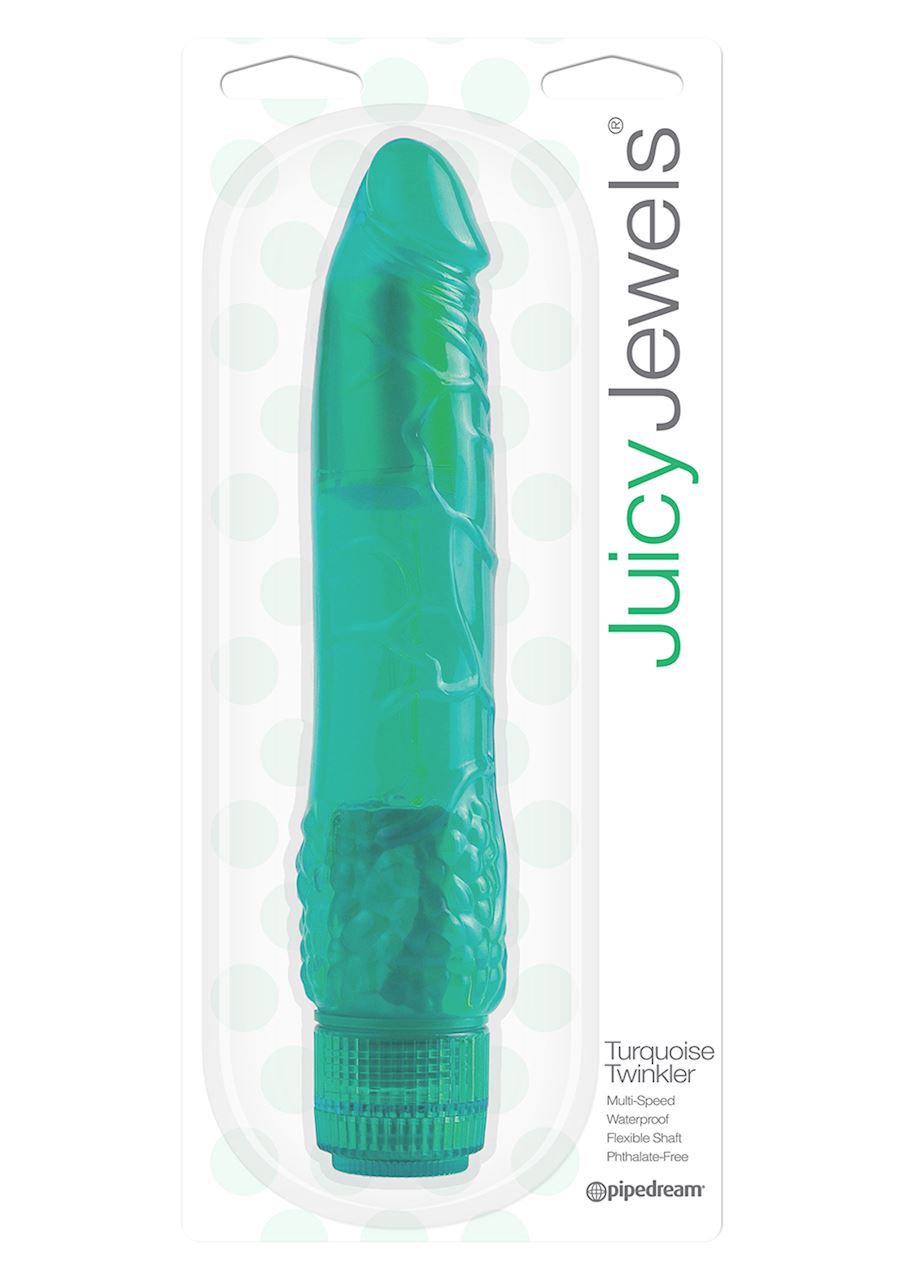 Juicy Jewels®
Turquoise
Twinkler
Multi-Speed
Waterproof
Flexible Shaft
Phthalate-Free
pipedream®